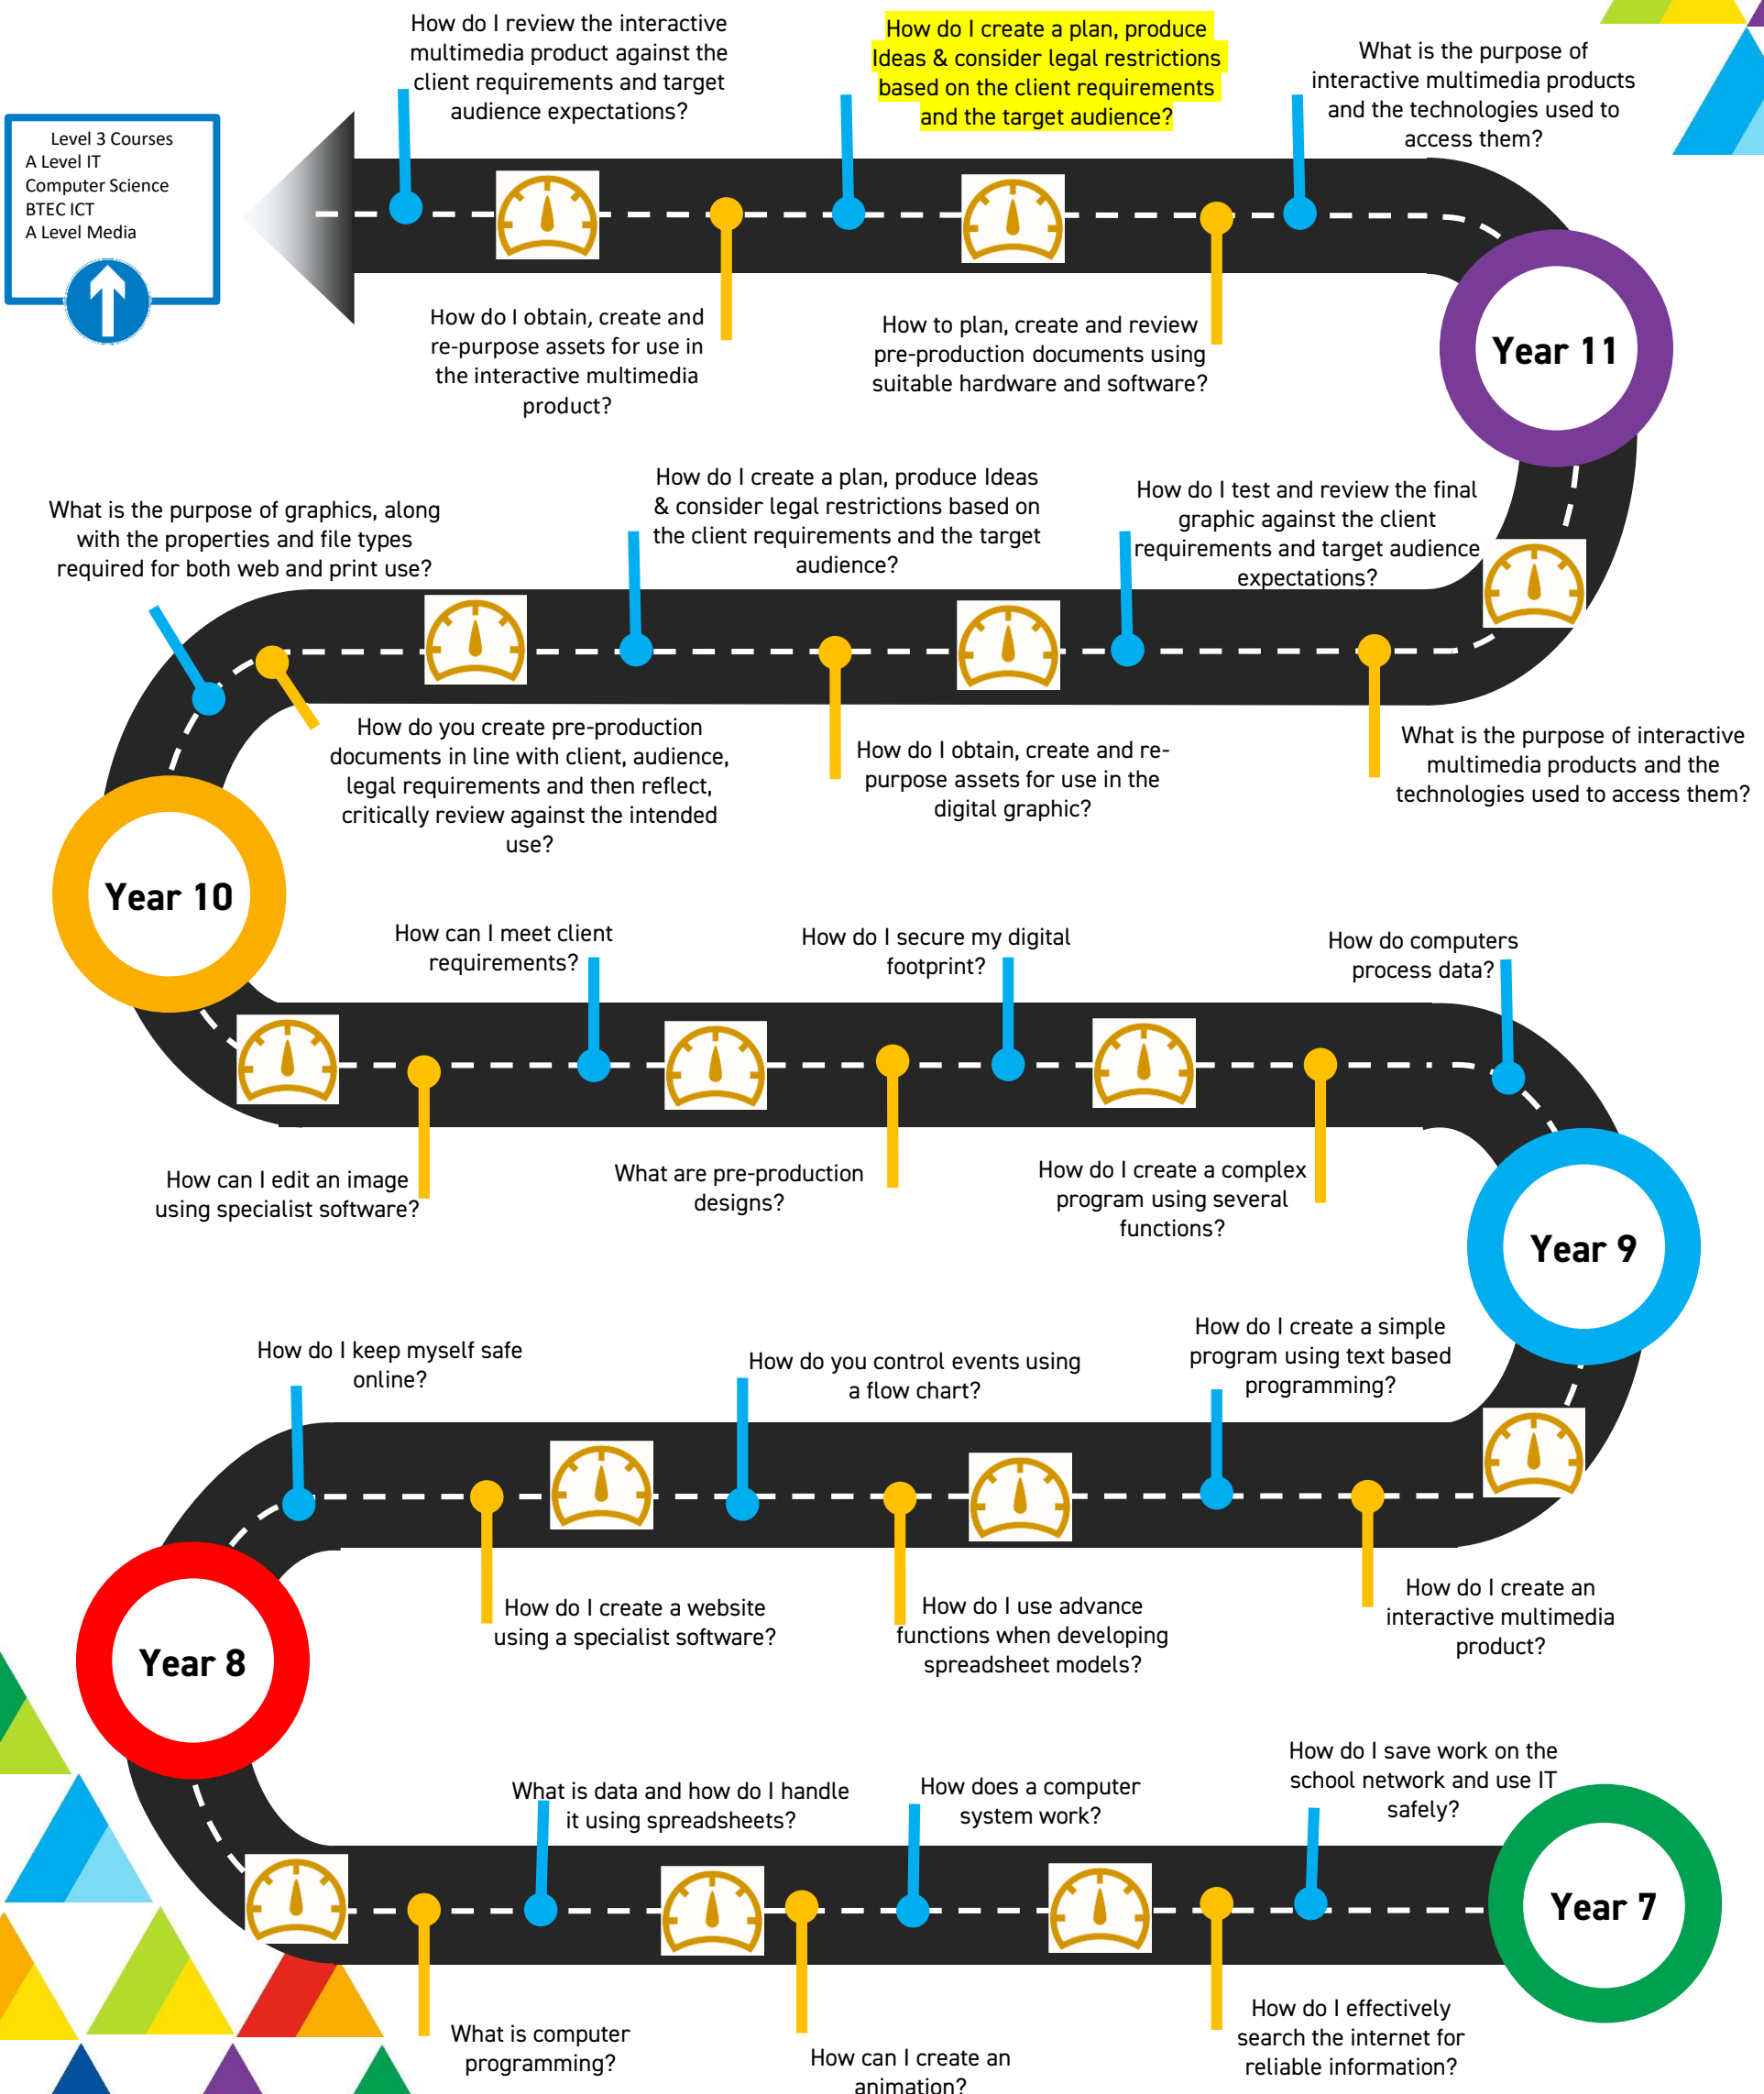 How do I review the interactive
multimedia product against the
client requirements and target
audience expectations?
How do I create a plan, produce
Ideas & consider legal restrictions
based on the client requirements
and the target audience?
What is the purpose of
interactive multimedia products
and the technologies used to
access them?
Level 3 Courses
A Level IT
Computer Science
BTEC ICT
A Level Media
How do I obtain, create and
re-purpose assets for use in
the interactive multimedia
product?
How to plan, create and review
pre-production documents using
suitable hardware and software?
Year 11
What is the purpose of graphics, along
with the properties and file types
required for both web and print use?
How do I create a plan, produce Ideas
& consider legal restrictions based on
the client requirements and the target
audience?
How do I test and review the final
graphic against the client
requirements and target audience
expectations?
How do you create pre-production
documents in line with client, audience,
legal requirements and then reflect,
critically review against the intended
use?
How do I obtain, create and re-
purpose assets for use in the
digital graphic?
What is the purpose of interactive
multimedia products and the
technologies used to access them?
Year 10
How can I meet client
requirements?
How do I secure my digital
footprint?
How do computers
process data?
How can I edit an image
using specialist software?
What are pre-production
designs?
How do I create a complex
program using several
functions?
Year 9
How do I keep myself safe
online?
How do you control events using
a flow chart?
How do I create a simple
program using text based
programming?
How do I create a website
using a specialist software?
How do I use advance
functions when developing
spreadsheet models?
How do I create an
interactive multimedia
product?
Year 8
What is data and how do I handle
it using spreadsheets?
How does a computer
system work?
How do I save work on the
school network and use IT
safely?
Year 7
What is computer
programming?
How can I create an
animation?
How do I effectively
search the internet for
reliable information?